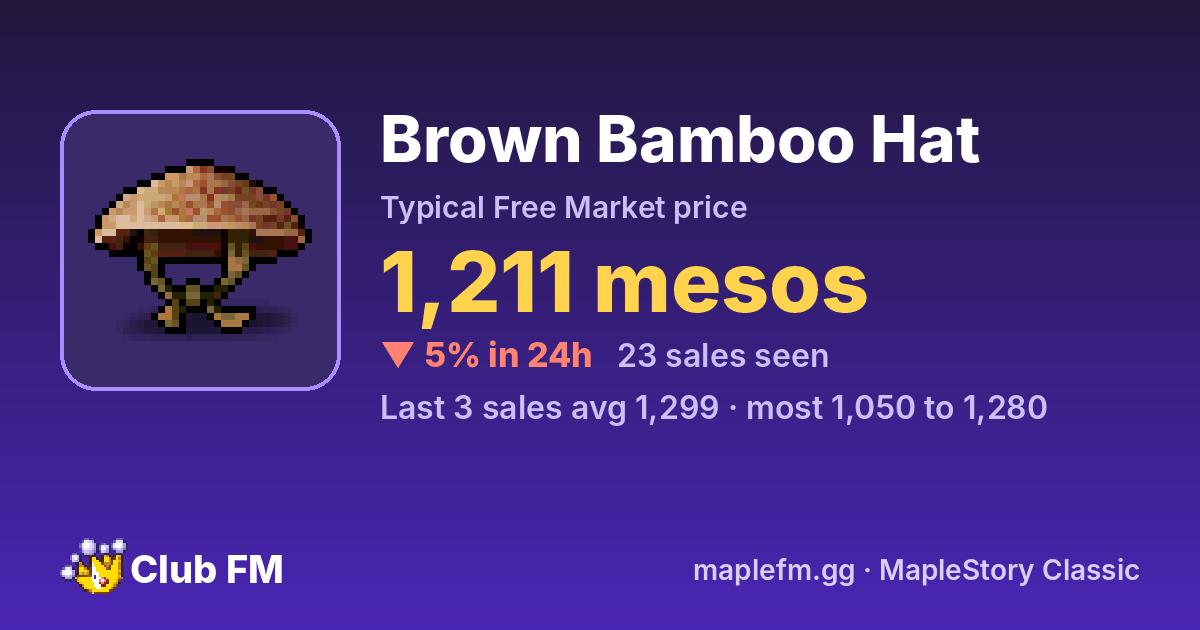 Brown Bamboo Hat
Typical Free Market price
1,211 mesos
▼ 5% in 24h 23 sales seen
Last 3 sales avg 1,299 · most 1,050 to 1,280
Club FM
maplefm.gg · MapleStory Classic